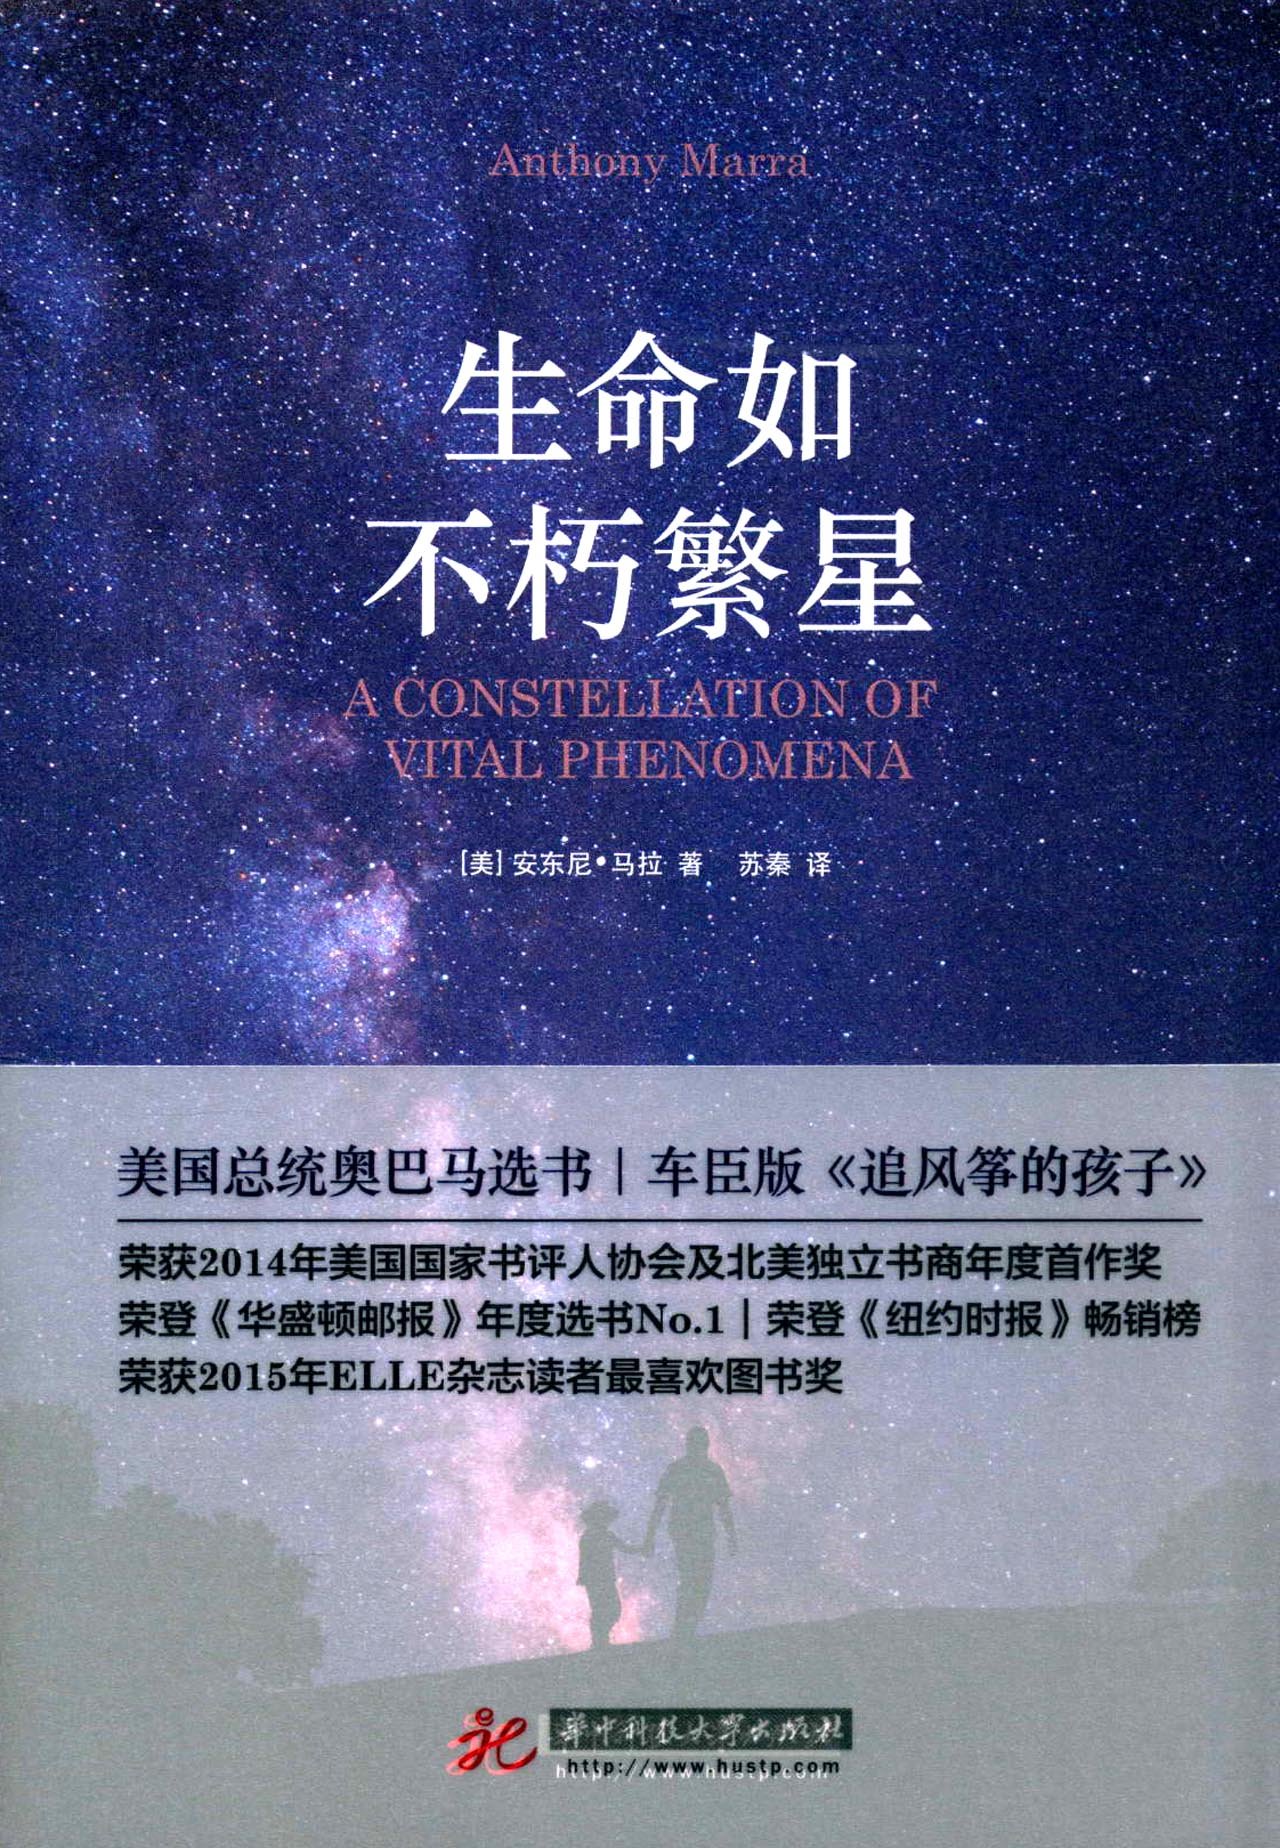 Anthony Marra
生命如
不朽繁星
A CONSTELLATION OF
VITAL PHENOMENA
[美] 安东尼•马拉 著 苏秦 译
美国总统奥巴马选书｜车臣版《追风筝的孩子》
荣获2014年美国国家书评人协会及北美独立书商年度首作奖
荣登《华盛顿邮报》年度选书No.1｜荣登《纽约时报》畅销榜
荣获2015年ELLE杂志读者最喜欢图书奖
华中科技大学出版社
http://www.hustp.com